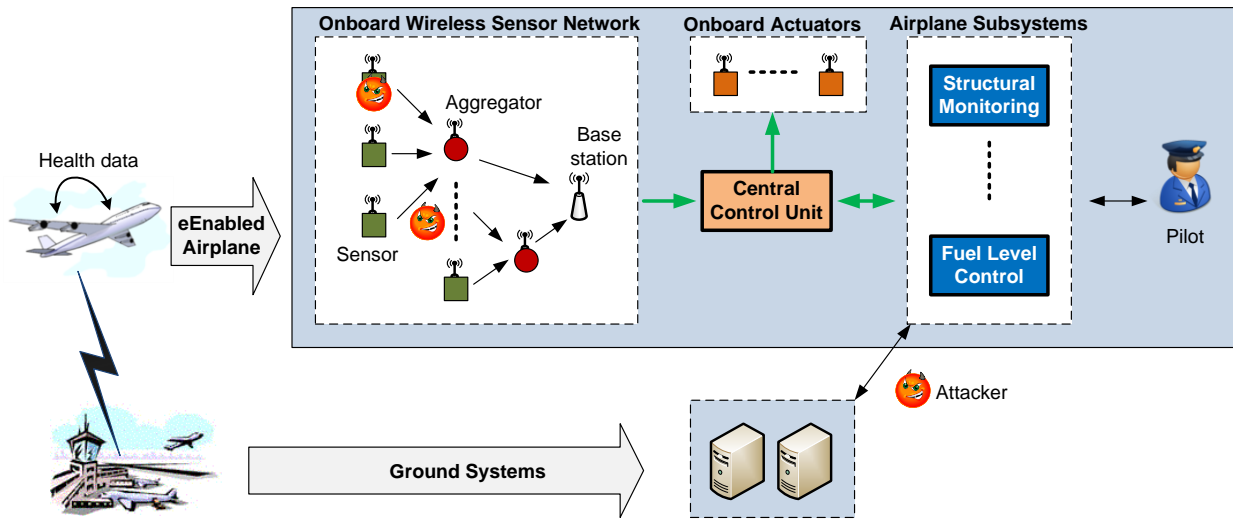 Onboard Wireless Sensor Network
Onboard Actuators
Airplane Subsystems
Aggregator
Base
station
Sensor
Central
Control Unit
Structural
Monitoring
Fuel Level
Control
Pilot
Health data
eEnabled
Airplane
Attacker
Ground Systems